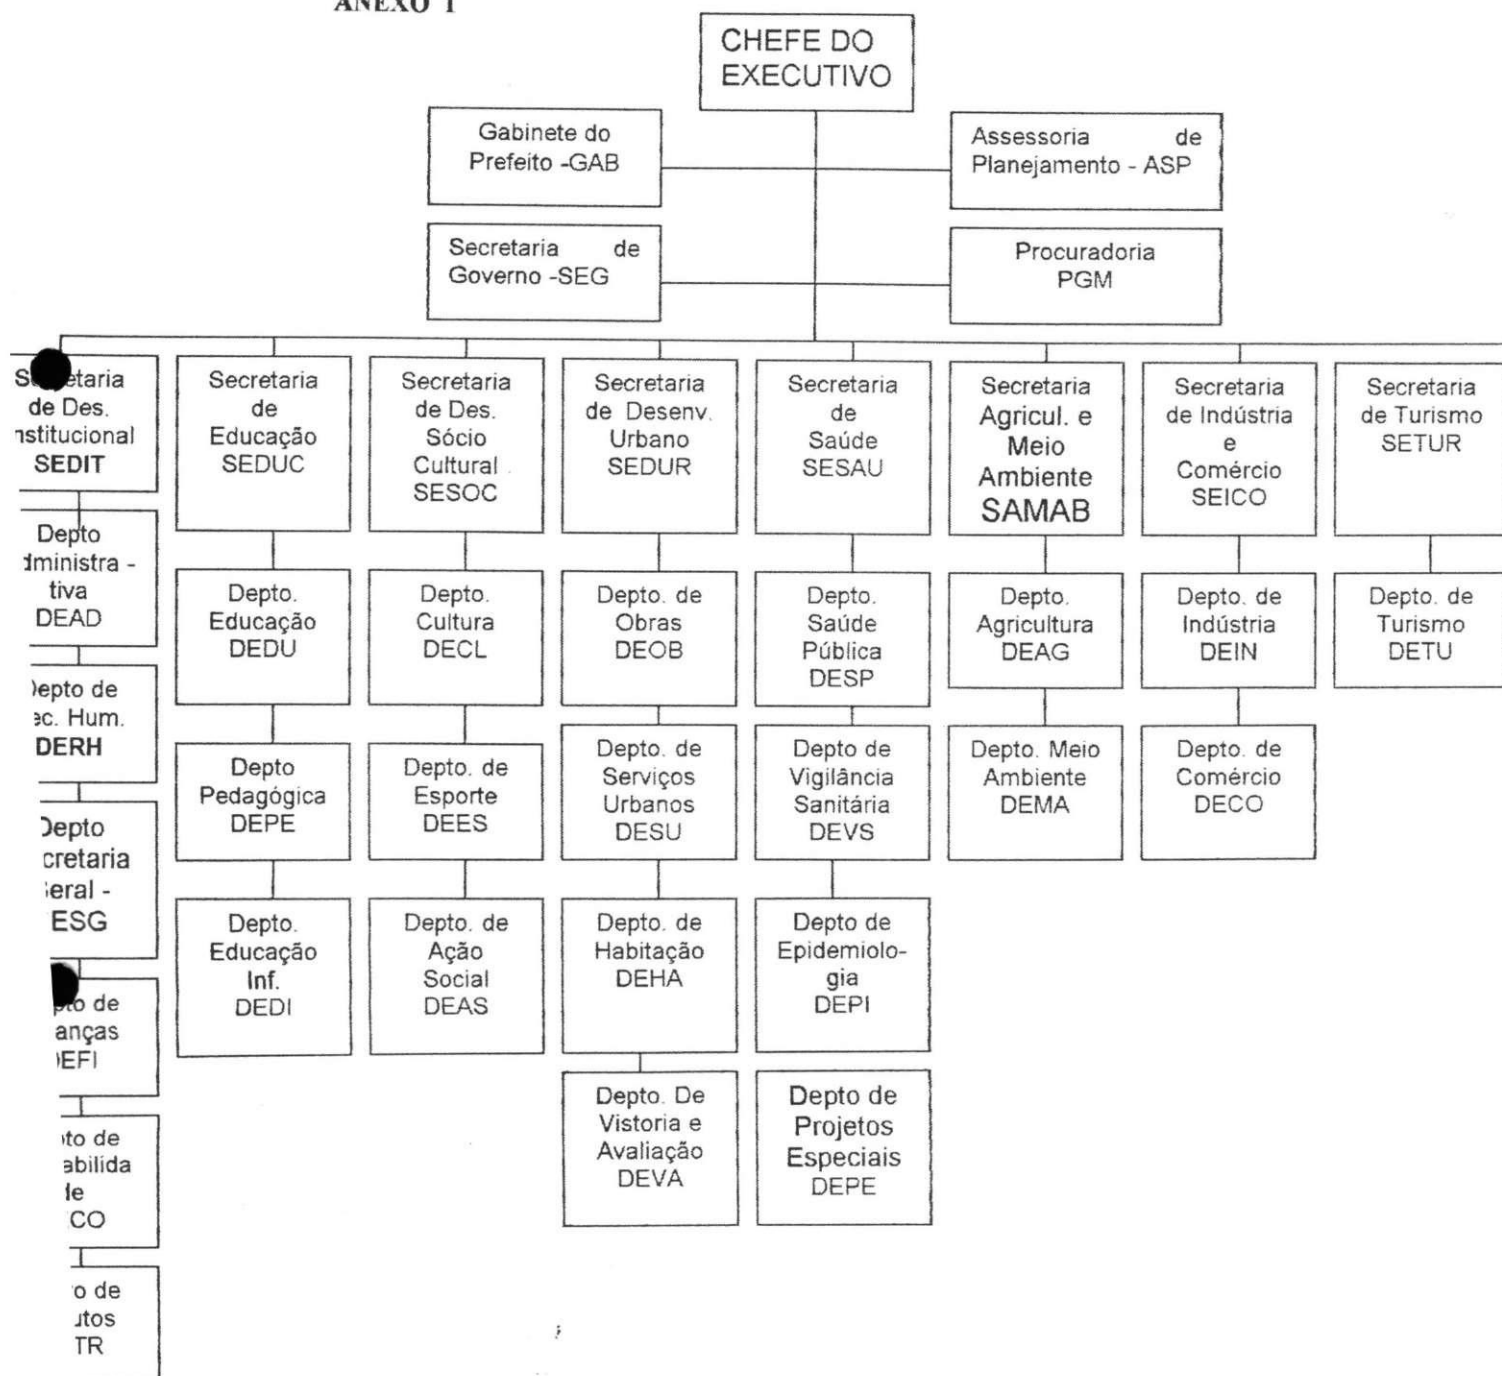 ANEXO I
CHEFE DO
EXECUTIVO
Gabinete do
Prefeito -GAB
Assessoria de
Planejamento - ASP
Secretaria de
Governo -SEG
Procuradoria
PGM
de Des.
SEDIT
Secretaria
de
Educação
SEDUC
Secretaria
de Des.
Sócio
Cultural
SESOC
Secretaria
de Desenv.
Urbano
SEDUR
Secretaria
de
Saúde
SESAU
Secretaria
Agricul. e
Meio
Ambiente
SAMAB
Secretaria
de Indústria
e
Comércio
SEICO
Secretaria
de Turismo
SETUR
Depto
tiva
DEAD
de
Hum.
DERH
Depto
-
de
de
de
Depto.
Educação
DEDU
Depto
Pedagógica
DEPE
Depto.
Educação
Inf.
DEDI
Depto.
Cultura
DECL
Depto. de
Esporte
DEES
Depto. de
Ação
Social
DEAS
Depto. de
Obras
DEOB
Depto. de
Serviços
Urbanos
DESU
Depto. de
Habitação
DEHA
Depto. De
Vistoria e
Avaliação
DEVA
Depto.
Saúde
Pública
DESP
Depto de
Vigilância
Sanitária
DEVS
Depto de
Epidemiolo-
gia
DEPI
Depto de
Projetos
Especiais
DEPE
Depto.
Agricultura
DEAG
Depto. Meio
Ambiente
DEMA
Depto. de
Indústria
DEIN
Depto. de
Comércio
DECO
Depto. de
Turismo
DETU